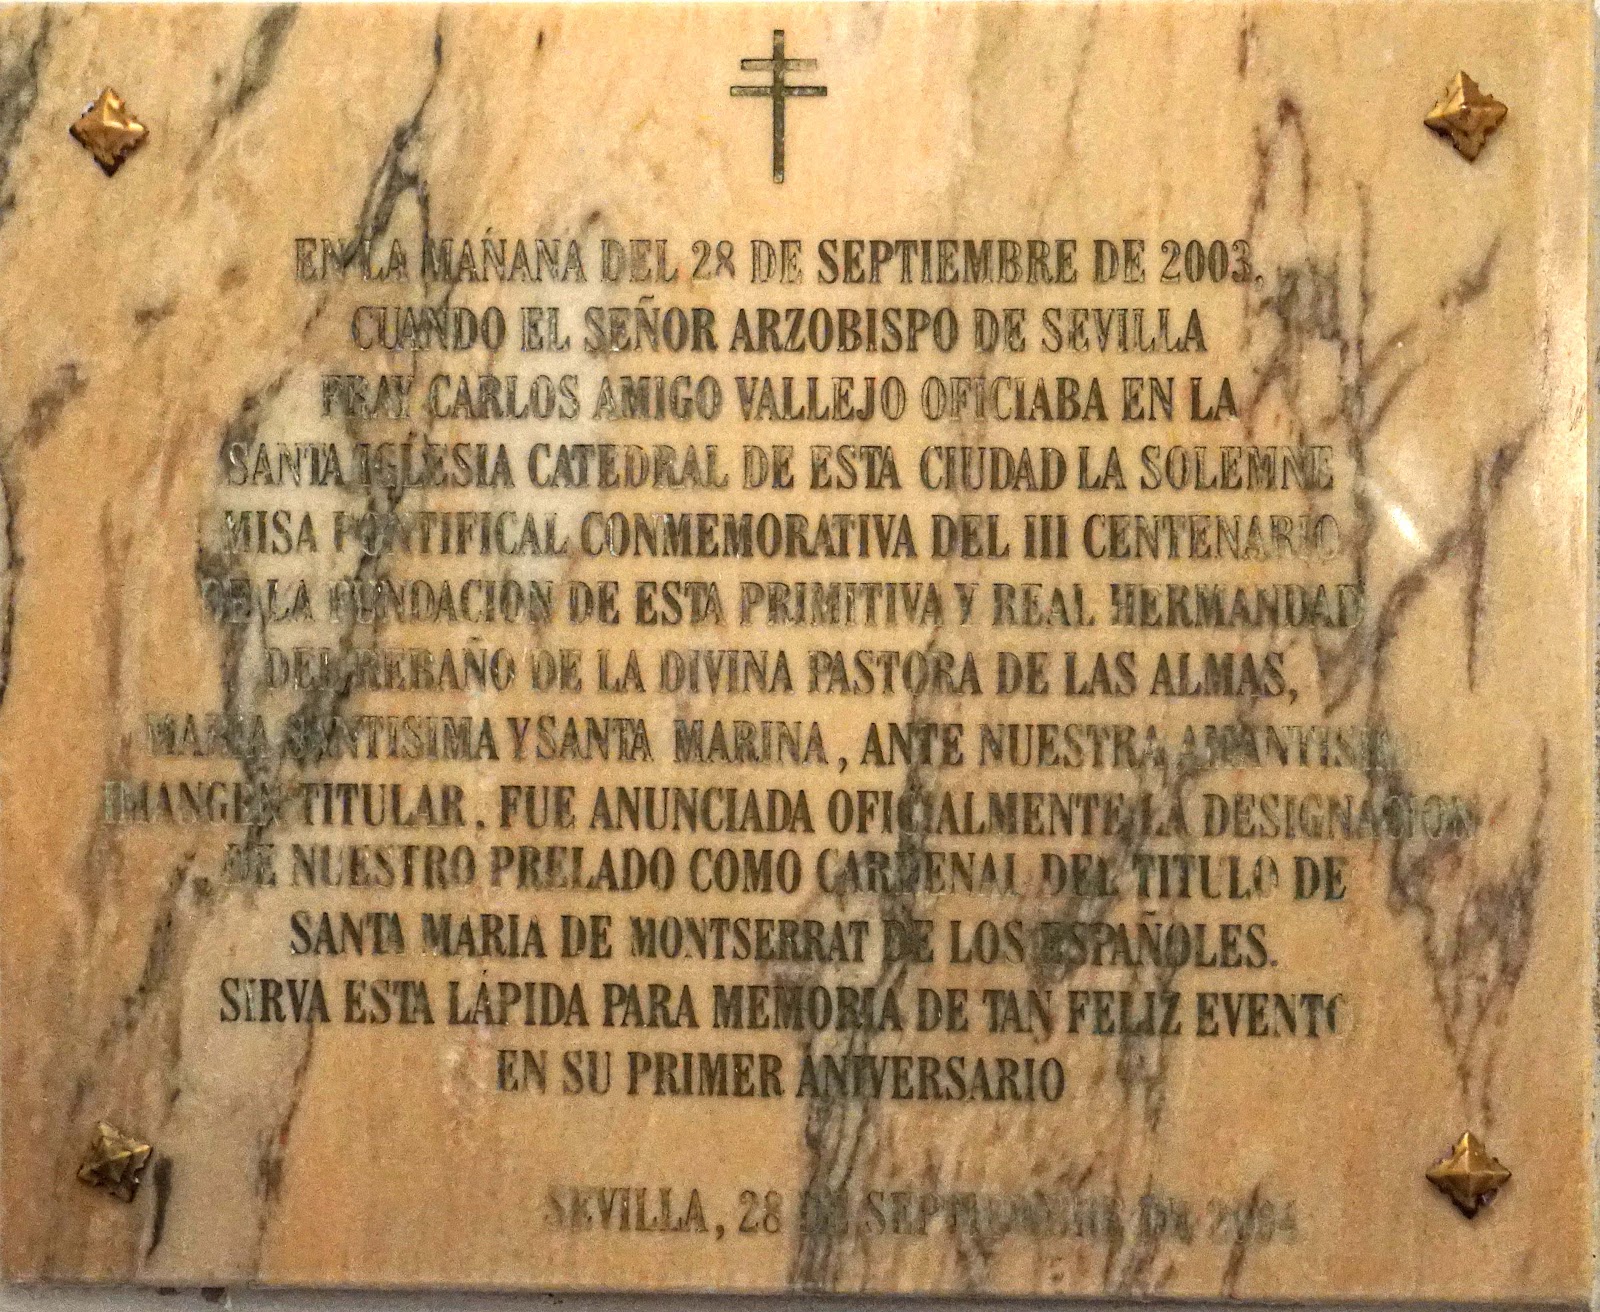 EN LA MAÑANA DEL 28 DE SEPTIEMBRE DE 2003,
CUANDO EL SEÑOR ARZOBISPO DE SEVILLA
FRAY CARLOS AMIGO VALLEJO OFICIABA EN LA
SANTA IGLESIA CATEDRAL DE ESTA CIUDAD LA SOLEMNE
MISA PONTIFICAL CONMEMORATIVA DEL III CENTENARIO
DE LA FUNDACION DE ESTA PRIMITIVA Y REAL HERMANDAD
DEL REBAÑO DE LA DIVINA PASTORA DE LAS ALMAS,
MARIA SANTISIMA Y SANTA MARINA, ANTE NUESTRA AMANTISIMA
IMANGEN TITULAR, FUE ANUNCIADA OFICIALMENTE LA DESIGNACION
DE NUESTRO PRELADO COMO CARDENAL DEL TITULO DE
SANTA MARIA DE MONTSERRAT DE LOS ESPAÑOLES.
SIRVA ESTA LÁPIDA PARA MEMORIA DE TAN FELIZ EVENTO
EN SU PRIMER ANIVERSARIO
SEVILLA, 28 DE SEPTIEMBRE DE 2004